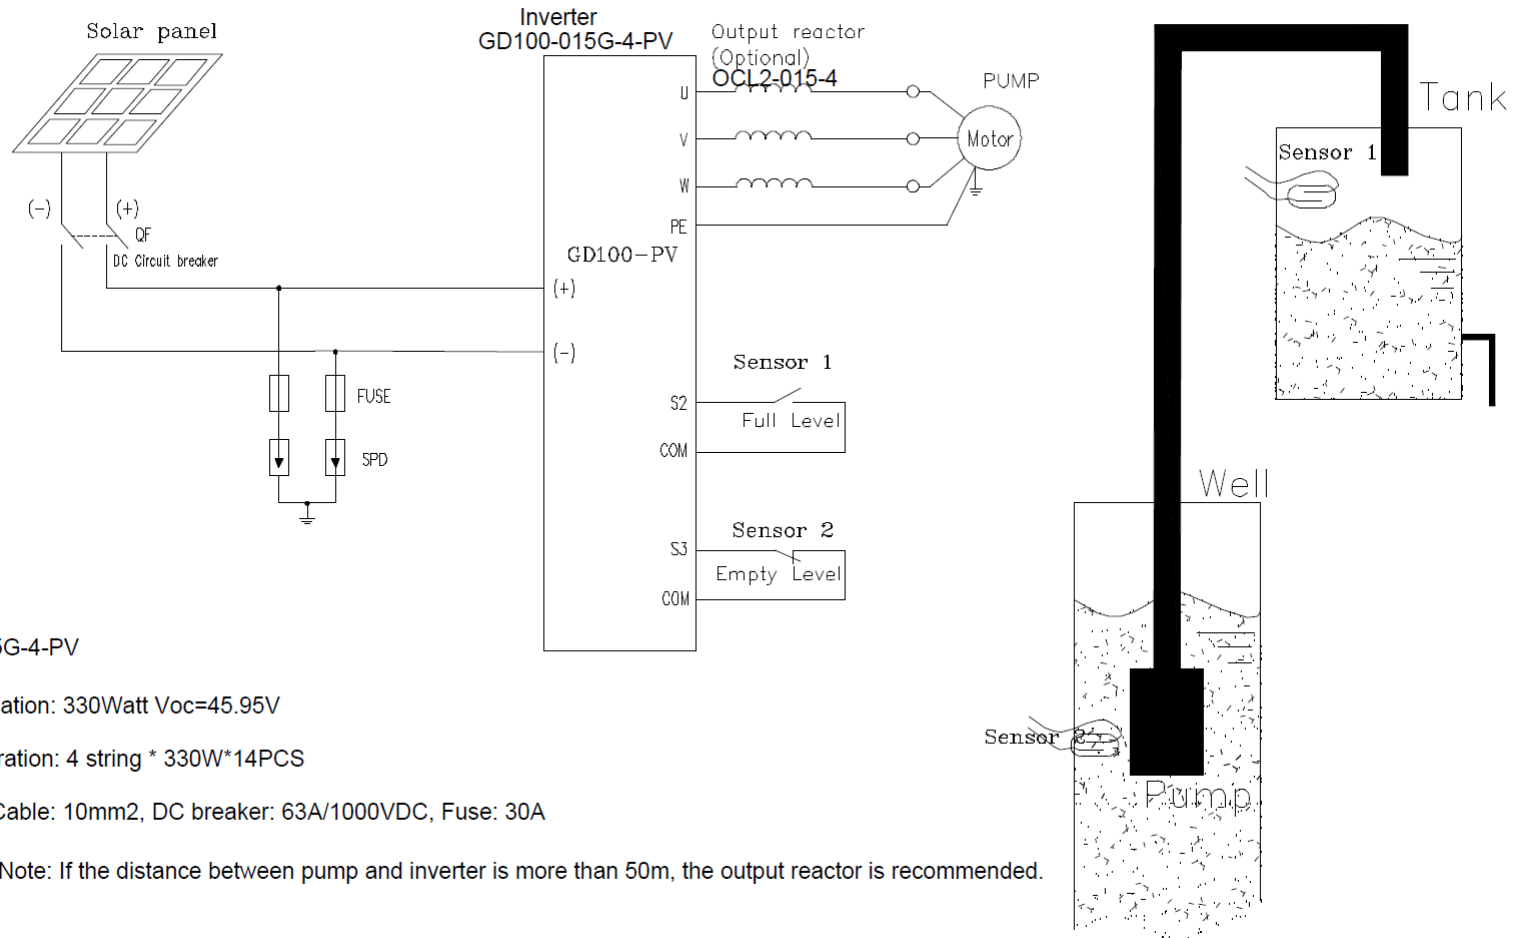 Solar panel
Inverter
GD100-015G-4-PV
Output reactor
(Optional)
OCL2-015-4
PUMP
Tank
U
V
Motor
Sensor 1
W
(-)
(+)
QF
PE
DC Circuit breaker
GD100-PV
(+)
(-)
Sensor 1
FUSE
S2
Full Level
COM
SPD
Well
Sensor 2
S3
Empty Level
COM
G-4-PV
ation: 330Watt Voc=45.95V
Sensor 2
ration: 4 string * 330W*14PCS
Pump
Cable: 10mm2, DC breaker: 63A/1000VDC, Fuse: 30A
Note: If the distance between pump and inverter is more than 50m, the output reactor is recommended.